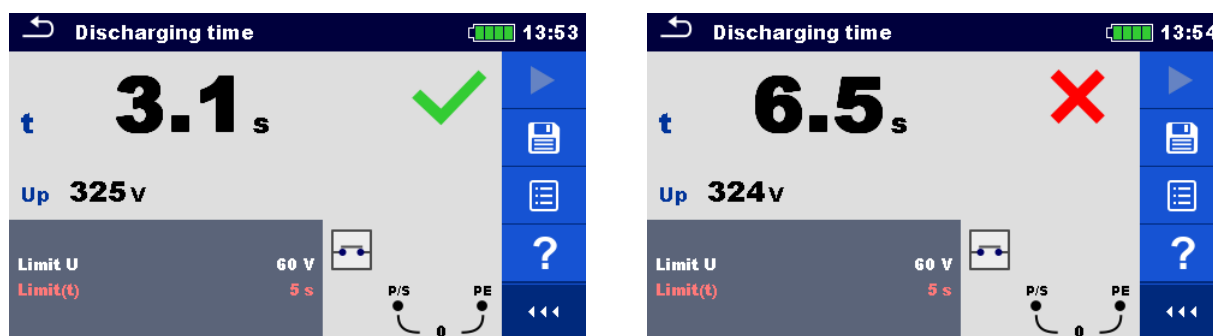 Discharging time 13:53
t 3.1 s
Up 325 V
Limit U 60 V
Limit(t) 5 s
P/S PE
0
?
Discharging time 13:54
t 6.5 s
Up 324 V
Limit U 60 V
Limit(t) 5 s
P/S PE
0
?